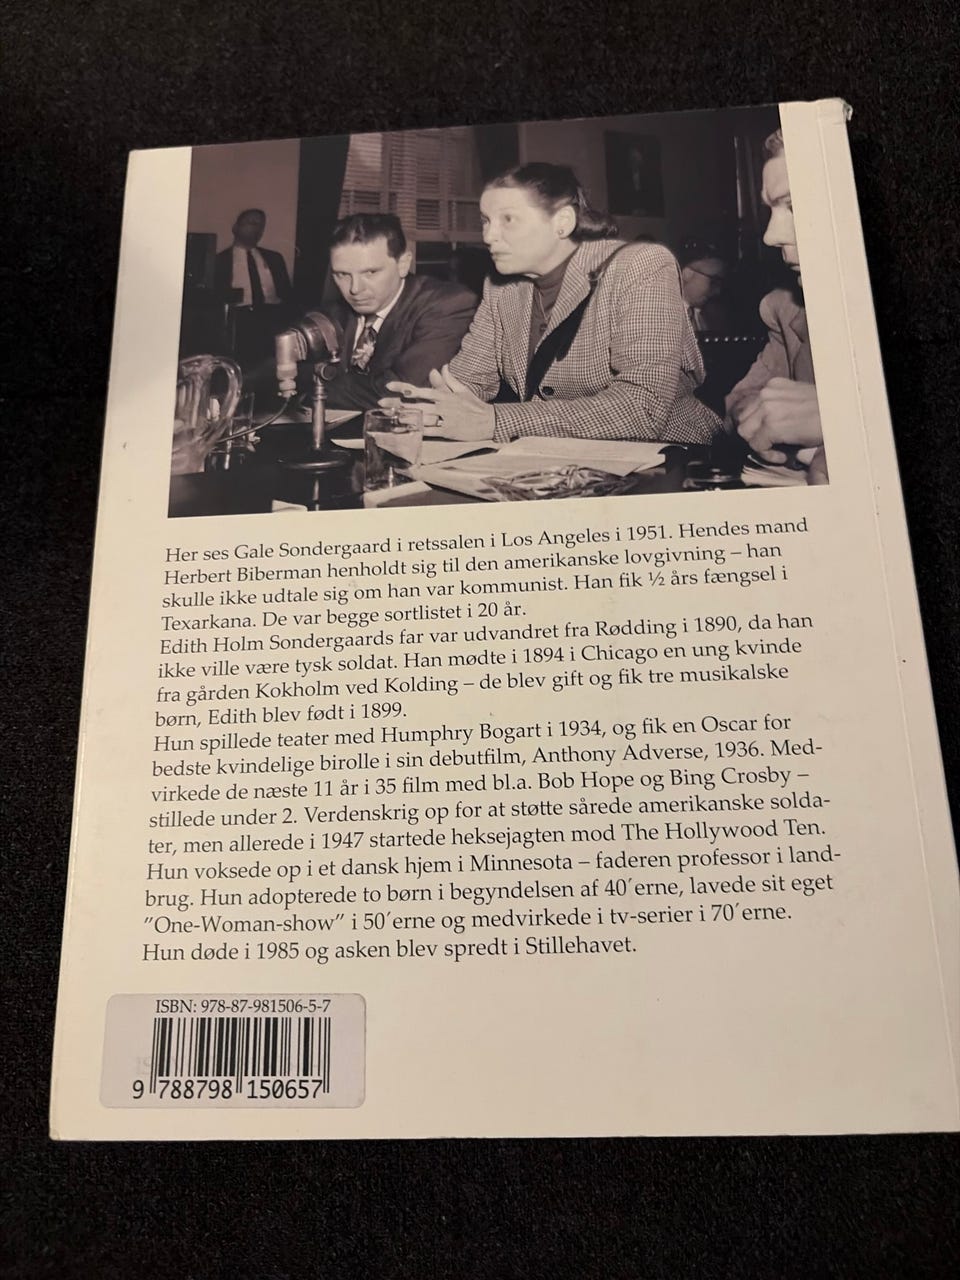 Her ses Gale Sondergaard i retssalen i Los Angeles i 1951. Hendes mand
Herbert Biberman henholdt sig til den amerikanske lovgivning – han
skulle ikke udtale sig om han var kommunist. Han fik ½ års fængsel i
Texarkana. De var begge sortlistet i 20 år.
Edith Holm Sondergaards far var udvandret fra Rødding i 1890, da han
ikke ville være tysk soldat. Han mødte i 1894 i Chicago en ung kvinde
fra gården Kokholm ved Kolding – de blev gift og fik tre musikalske
børn, Edith blev født i 1899.
Hun spillede teater med Humphry Bogart i 1934, og fik en Oscar for
bedste kvindelige birolle i sin debutfilm, Anthony Adverse, 1936. Med-
virkede de næste 11 år i 35 film med bl.a. Bob Hope og Bing Crosby –
stillede under 2. Verdenskrig op for at støtte sårede amerikanske solda-
ter, men allerede i 1947 startede heksejagten mod The Hollywood Ten.
Hun voksede op i et dansk hjem i Minnesota – faderen professor i land-
brug. Hun adopterede to børn i begyndelsen af 40´erne, lavede sit eget
”One-Woman-show” i 50´erne og medvirkede i tv-serier i 70´erne.
Hun døde i 1985 og asken blev spredt i Stillehavet.
ISBN: 978-87-981506-5-7
9 788798 150657